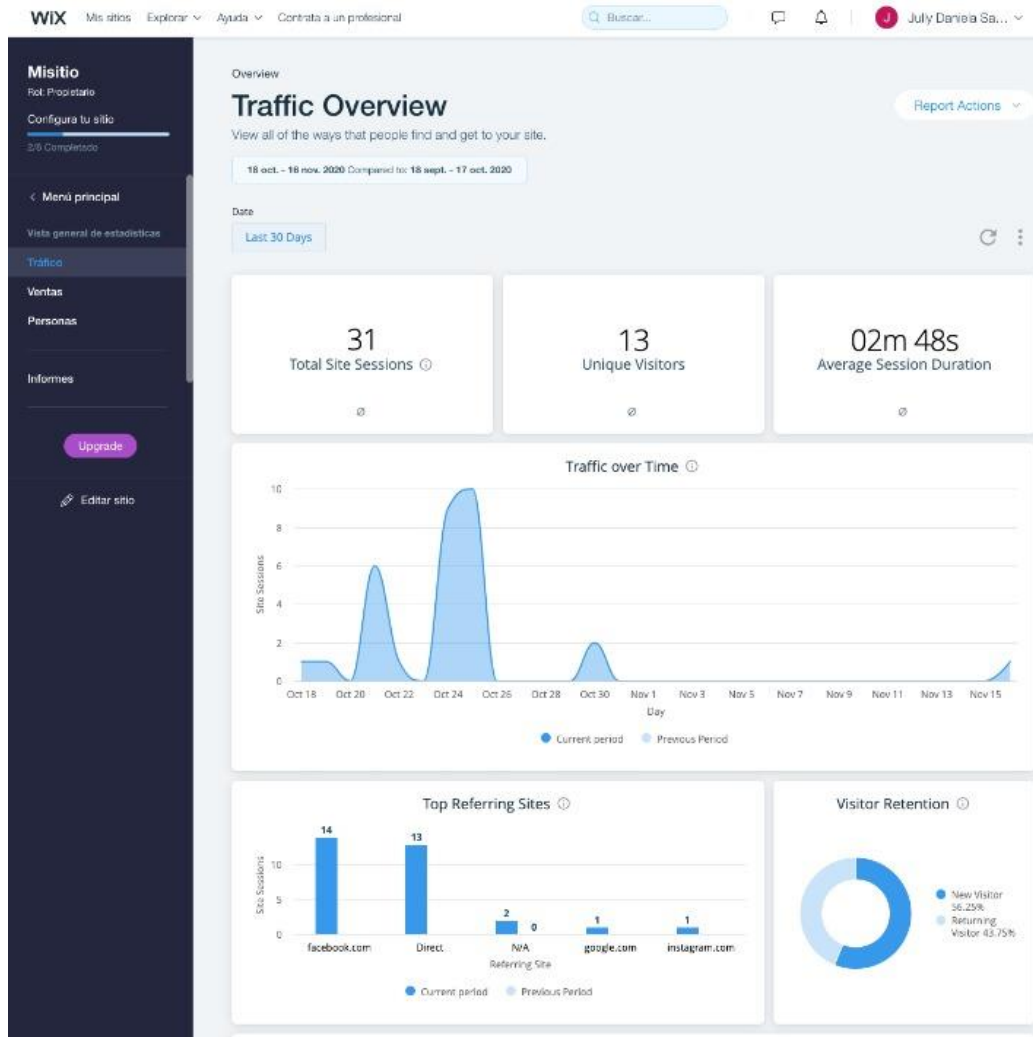 WiX Mis sitios Explorar Ayuda Contrata a un profesional Buscar... J Jully Daniela Sa...
Misitio
Rol: Propietario
Configura tu sitio
2/6 Completado
Menú principal
Vista general de estadísticas
Tráfico
Ventas
Personas
Informes
Upgrade
Editar sitio
Overview
Traffic Overview
Report Actions
View all of the ways that people find and get to your site.
18 oct. - 16 nov. 2020 Compared to: 18 sept. - 17 oct. 2020
Date
Last 30 Days
31
Total Site Sessions
13
Unique Visitors
02m 48s
Average Session Duration
Traffic over Time
10
8
6
4
2
0
Site Sessions
Oct 18 Oct 20 Oct 22 Oct 24 Oct 26 Oct 28 Oct 30 Nov 1 Nov 3 Nov 5 Nov 7 Nov 9 Nov 11 Nov 13 Nov 15
Day
Current period Previous Period
Top Referring Sites
14 13 2 0 1 1
10
5
0
Site Sessions
facebook.com Direct N/A google.com instagram.com
Referring Site
Current period Previous Period
Visitor Retention
New Visitor
56.25%
Returning
Visitor 43.75%